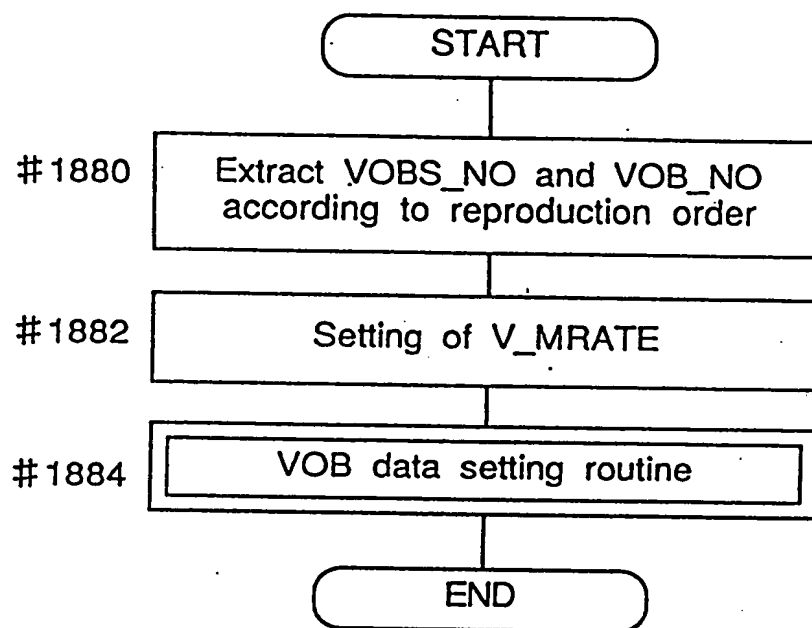 START
#1880
Extract VOBS_NO and VOB_NO
according to reproduction order
#1882
Setting of V_MRATE
#1884
VOB data setting routine
END